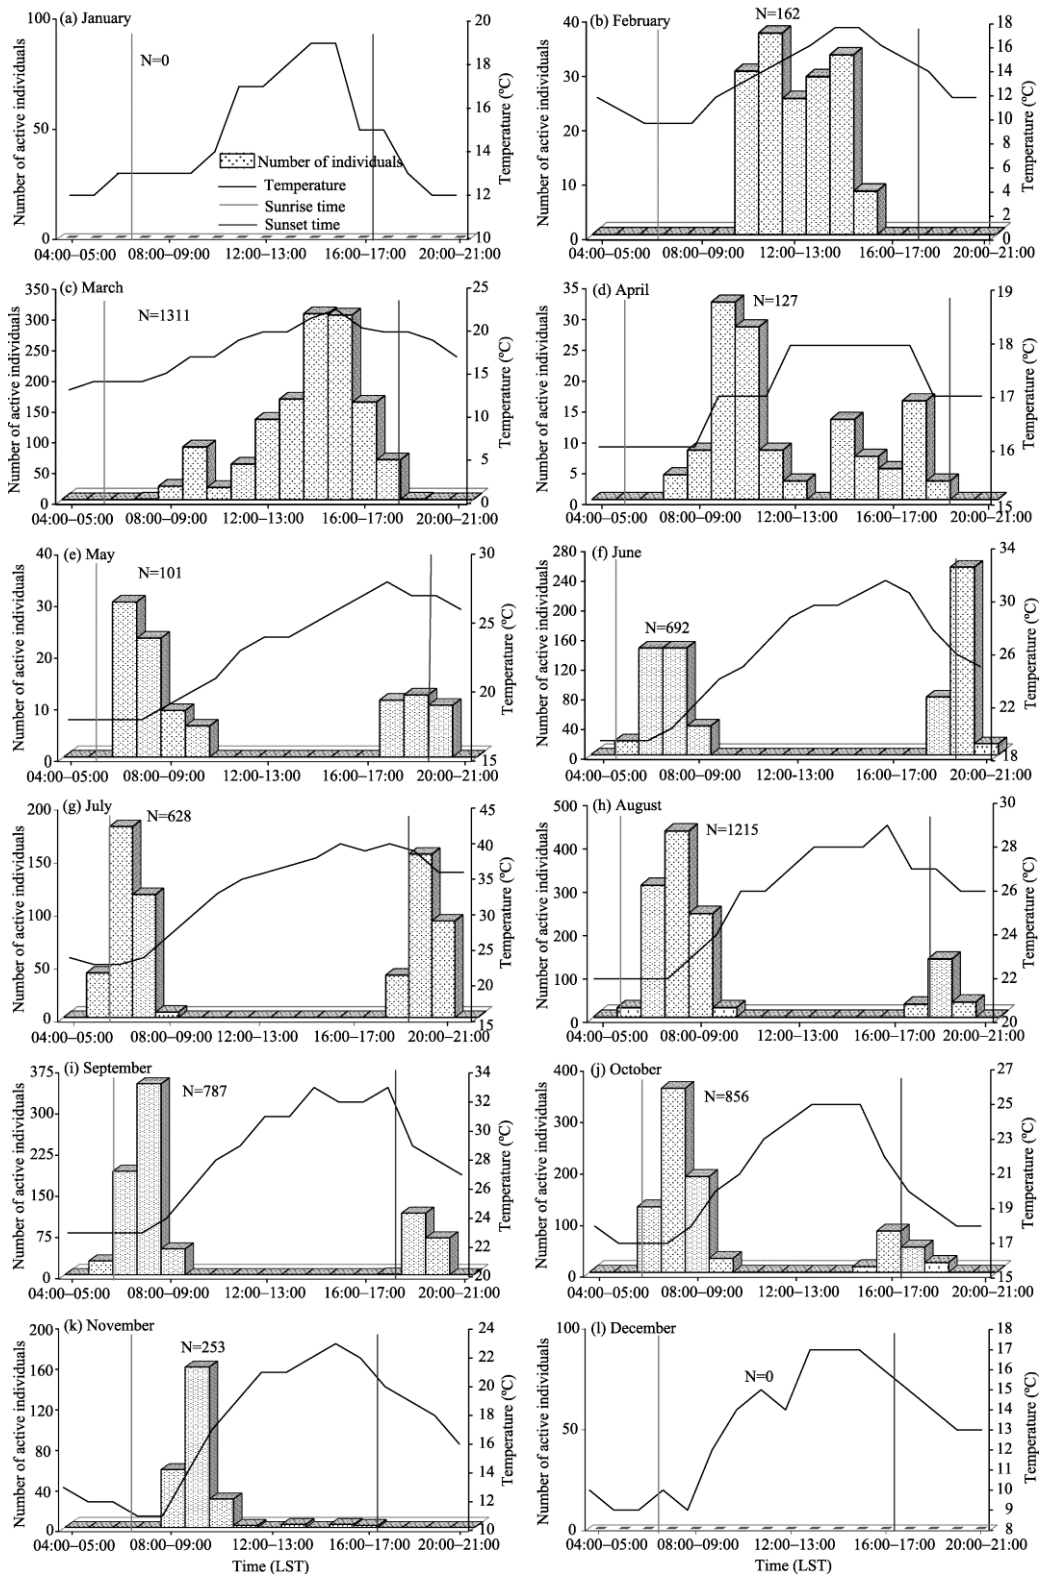 (a) January
N=0
Number of active individuals
100
50
0
Temperature (ºC)
20
18
16
14
12
10
Number of individuals
Temperature
Sunrise time
Sunset time
04:00–05:00 08:00–09:00 12:00–13:00 16:00–17:00 20:00–21:00
(b) February
N=162
Number of active individuals
40
30
20
10
0
Temperature (ºC)
18
16
14
12
10
8
6
4
2
0
04:00–05:00 08:00–09:00 12:00–13:00 16:00–17:00 20:00–21:00
(c) March
N=1311
Number of active individuals
350
300
250
200
150
100
50
0
Temperature (ºC)
25
20
15
10
5
0
04:00–05:00 08:00–09:00 12:00–13:00 16:00–17:00 20:00–21:00
(d) April
N=127
Number of active individuals
35
30
25
20
15
10
5
0
Temperature (ºC)
19
18
17
16
15
04:00–05:00 08:00–09:00 12:00–13:00 16:00–17:00 20:00–21:00
(e) May
N=101
Number of active individuals
40
30
20
10
0
Temperature (ºC)
30
25
20
15
04:00–05:00 08:00–09:00 12:00–13:00 16:00–17:00 20:00–21:00
(f) June
N=692
Number of active individuals
280
240
200
160
120
80
40
0
Temperature (ºC)
34
30
26
22
18
04:00–05:00 08:00–09:00 12:00–13:00 16:00–17:00 20:00–21:00
(g) July
N=628
Number of active individuals
200
150
100
50
0
Temperature (ºC)
45
40
35
30
25
20
15
04:00–05:00 08:00–09:00 12:00–13:00 16:00–17:00 20:00–21:00
(h) August
N=1215
Number of active individuals
500
400
300
200
100
0
Temperature (ºC)
30
28
26
24
22
20
04:00–05:00 08:00–09:00 12:00–13:00 16:00–17:00 20:00–21:00
(i) September
N=787
Number of active individuals
375
300
225
150
75
0
Temperature (ºC)
34
32
30
28
26
24
22
20
04:00–05:00 08:00–09:00 12:00–13:00 16:00–17:00 20:00–21:00
(j) October
N=856
Number of active individuals
400
300
200
100
0
Temperature (ºC)
27
25
23
21
19
17
15
04:00–05:00 08:00–09:00 12:00–13:00 16:00–17:00 20:00–21:00
(k) November
N=253
Number of active individuals
200
160
120
80
40
0
Temperature (ºC)
24
22
20
18
16
14
12
10
04:00–05:00 08:00–09:00 12:00–13:00 16:00–17:00 20:00–21:00
Time (LST)
(l) December
N=0
Number of active individuals
100
50
0
Temperature (ºC)
18
17
16
15
14
13
12
11
10
9
8
04:00–05:00 08:00–09:00 12:00–13:00 16:00–17:00 20:00–21:00
Time (LST)